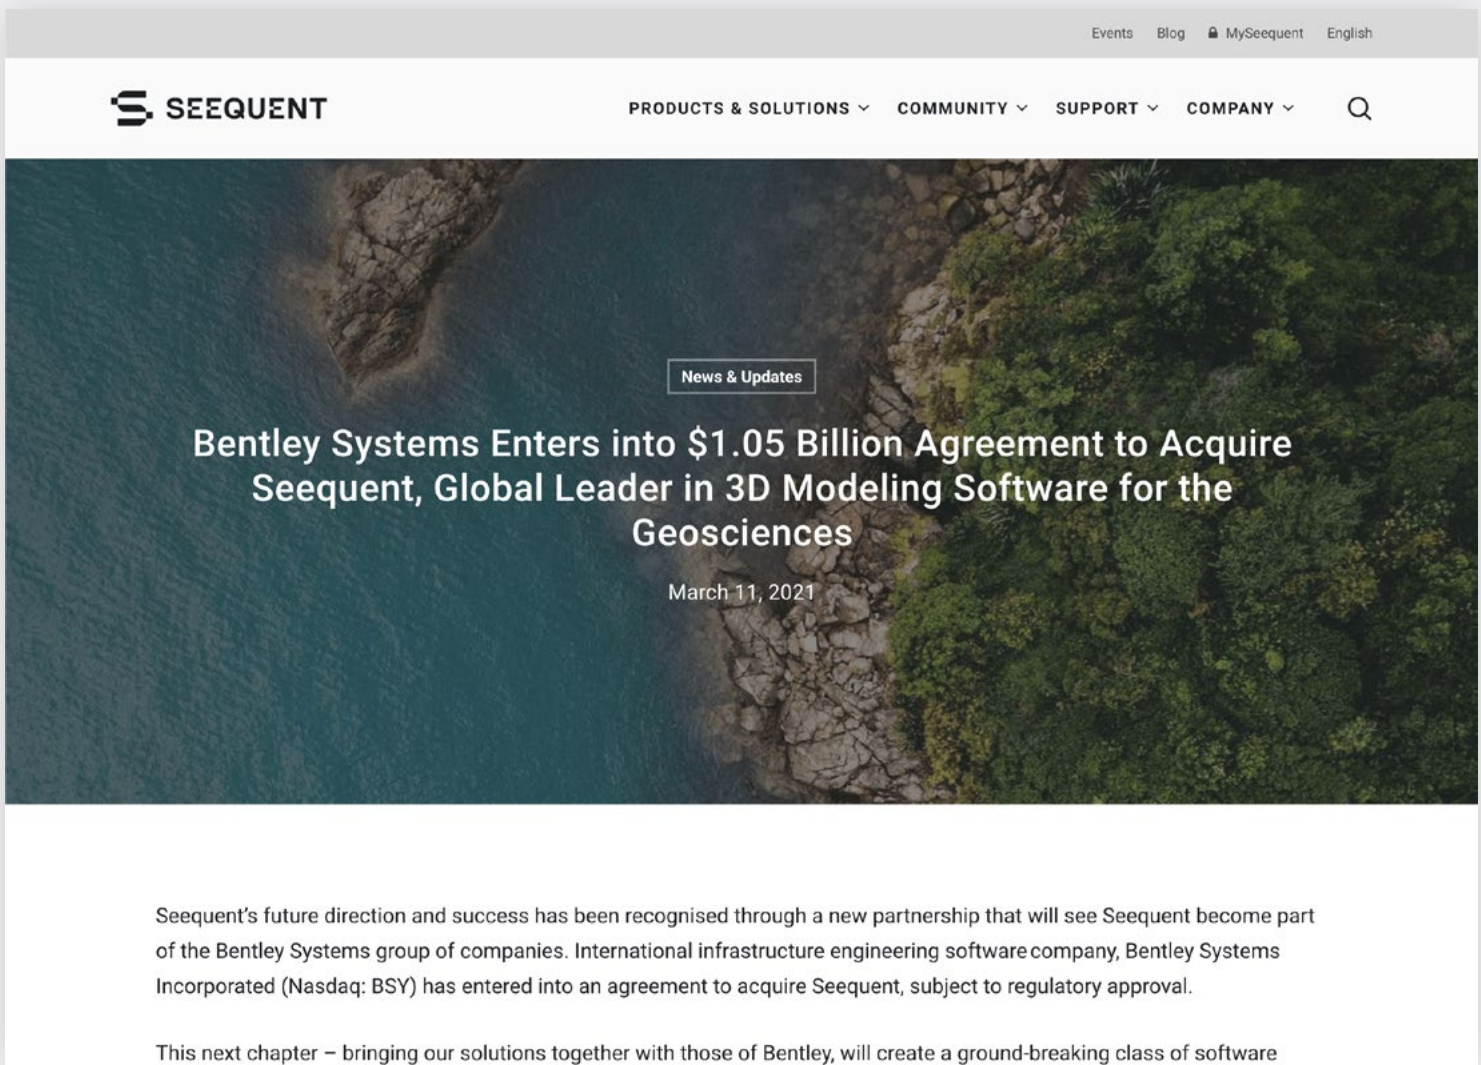 Events Blog MySeequent English
SEEQUENT PRODUCTS & SOLUTIONS COMMUNITY SUPPORT COMPANY
News & Updates
Bentley Systems Enters into $1.05 Billion Agreement to Acquire
Seequent, Global Leader in 3D Modeling Software for the
Geosciences
March 11, 2021
Seequent’s future direction and success has been recognised through a new partnership that will see Seequent become part
of the Bentley Systems group of companies. International infrastructure engineering software company, Bentley Systems
Incorporated (Nasdaq: BSY) has entered into an agreement to acquire Seequent, subject to regulatory approval.
This next chapter – bringing our solutions together with those of Bentley, will create a ground-breaking class of software